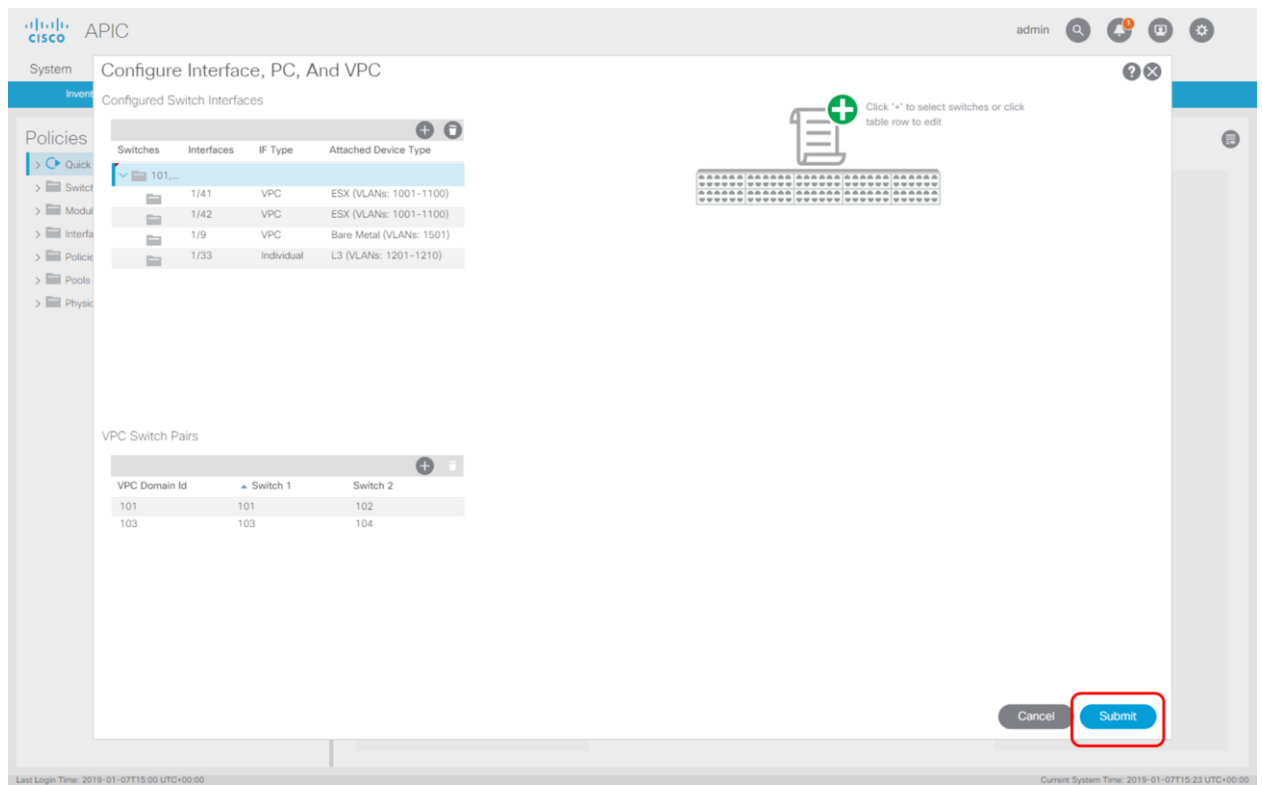 CISCO APIC
admin
1
System
Configure Interface, PC, And VPC
Invent
Configured Switch Interfaces
Click '+' to select switches or click
table row to edit
Policies
Switches Interfaces IF Type Attached Device Type
Quick
101,...
Switch
1/41 VPC ESX (VLANs: 1001-1100)
Modul
1/42 VPC ESX (VLANs: 1001-1100)
Interfa
1/9 VPC Bare Metal (VLANs: 1501)
Policie
1/33 Individual L3 (VLANs: 1201-1210)
Pools
Physic
VPC Switch Pairs
VPC Domain Id Switch 1 Switch 2
101 101 102
103 103 104
Cancel Submit
Last Login Time: 2019-01-07T15:00 UTC+00:00
Current System Time: 2019-01-07T15:23 UTC+00:00